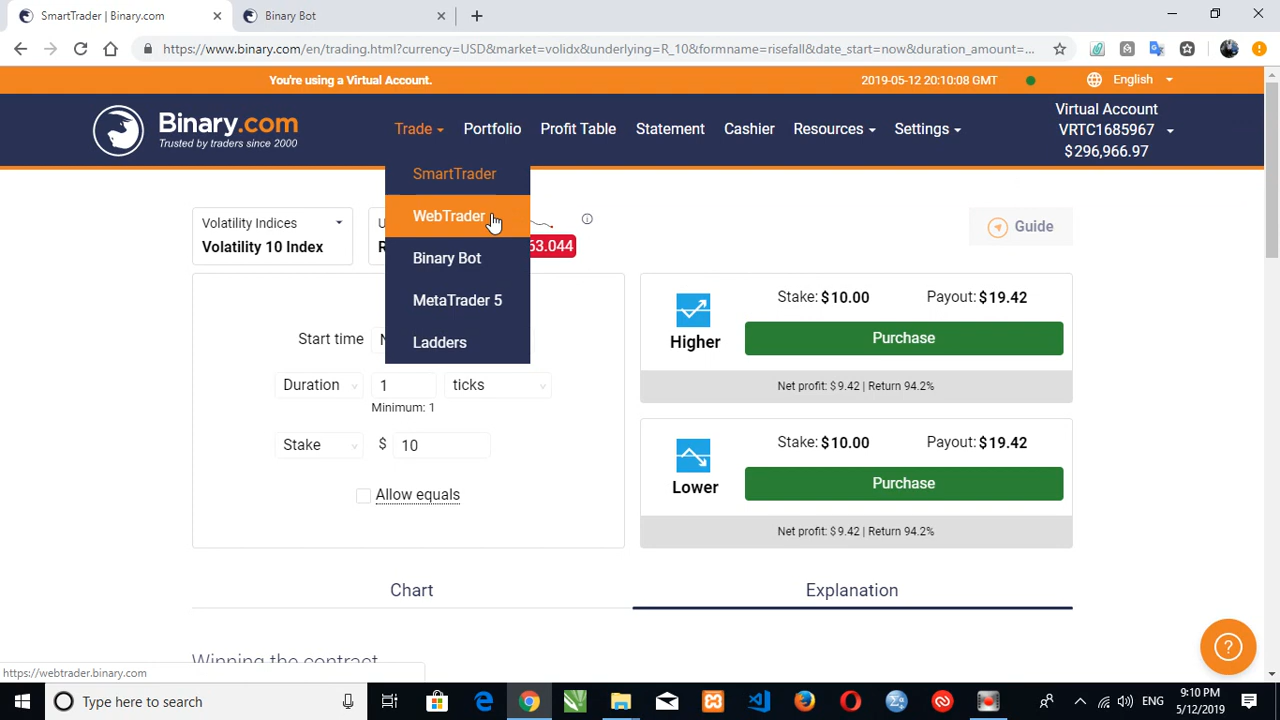 SmartTrader | Binary.com
Binary Bot
https://www.binary.com/en/trading.html?currency=USD&market=volidx&underlying=R_10&formname=risefall&date_start=now&duration_amount=...
You're using a Virtual Account.
2019-05-12 20:10:08 GMT
English
Binary.com
Trusted by traders since 2000
Trade
Portfolio
Profit Table
Statement
Cashier
Resources
Settings
Virtual Account
VRTC1685967
$296,966.97
SmartTrader
WebTrader
Binary Bot
MetaTrader 5
Ladders
Volatility Indices
Volatility 10 Index
63.044
Guide
Start time
Duration
1
ticks
Minimum: 1
Stake
$
10
Allow equals
Higher
Stake: $10.00
Payout: $19.42
Purchase
Net profit: $9.42 | Return 94.2%
Lower
Stake: $10.00
Payout: $19.42
Purchase
Net profit: $9.42 | Return 94.2%
Chart
Explanation
Winning the contract
https://webtrader.binary.com
Type here to search
ENG
9:10 PM
5/12/2019